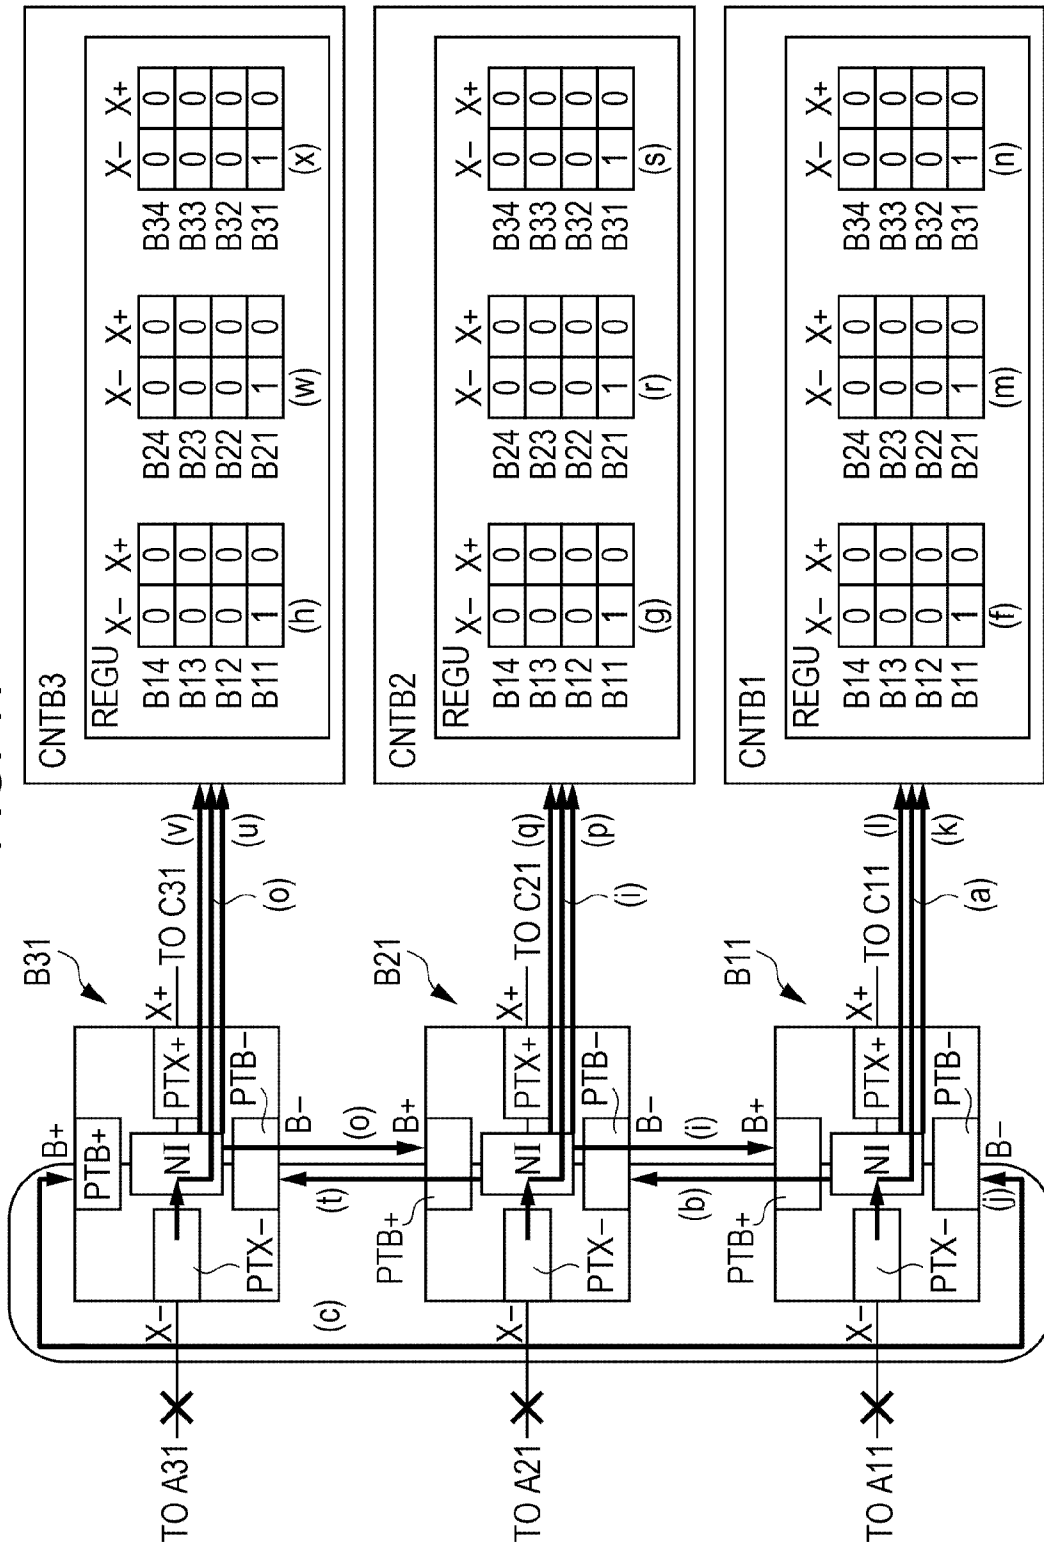 CNTB3
REGU
X− X+ X− X+ X− X+
B14 0 0 B24 0 0 B34 0 0
B13 0 0 B23 0 0 B33 0 0
B12 0 0 B22 0 0 B32 0 0
B11 1 0 B21 1 0 B31 1 0
(h) (w) (x)
B31
B+
PTB+
X− X+
TO A31 NI PTX+ TO C31 (v)
PTX− PTB− (u)
(o)
B−
(c) (t) (o)
CNTB2
REGU
X− X+ X− X+ X− X+
B14 0 0 B24 0 0 B34 0 0
B13 0 0 B23 0 0 B33 0 0
B12 0 0 B22 0 0 B32 0 0
B11 1 0 B21 1 0 B31 1 0
(g) (r) (s)
B21
PTB+ B+
X− X+
TO A21 NI PTX+ TO C21 (q)
PTX− PTB− (p)
(i)
B−
(b) (i)
CNTB1
REGU
X− X+ X− X+ X− X+
B14 0 0 B24 0 0 B34 0 0
B13 0 0 B23 0 0 B33 0 0
B12 0 0 B22 0 0 B32 0 0
B11 1 0 B21 1 0 B31 1 0
(f) (m) (n)
B11
PTB+ B+
X− X+
TO A11 NI PTX+ TO C11 (l)
PTX− PTB− (k)
(a)
(j) B−